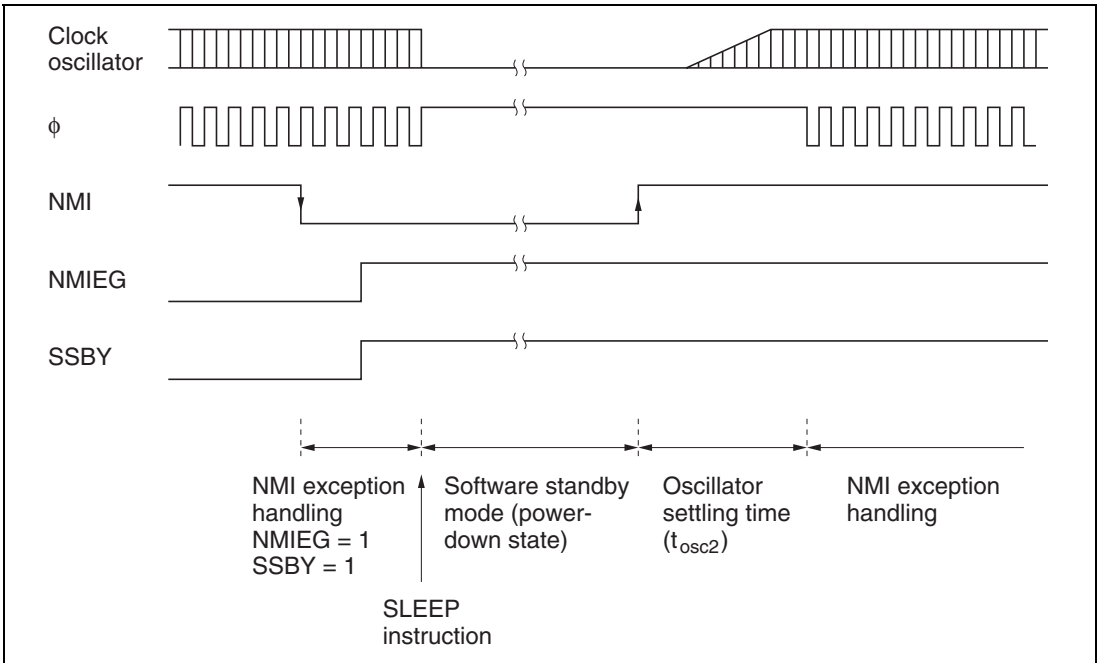 Clock
oscillator
ϕ
NMI
NMIEG
SSBY
NMI exception
handling
NMIEG = 1
SSBY = 1
SLEEP
instruction
Software standby
mode (power-
down state)
Oscillator
settling time
(tosc2)
NMI exception
handling